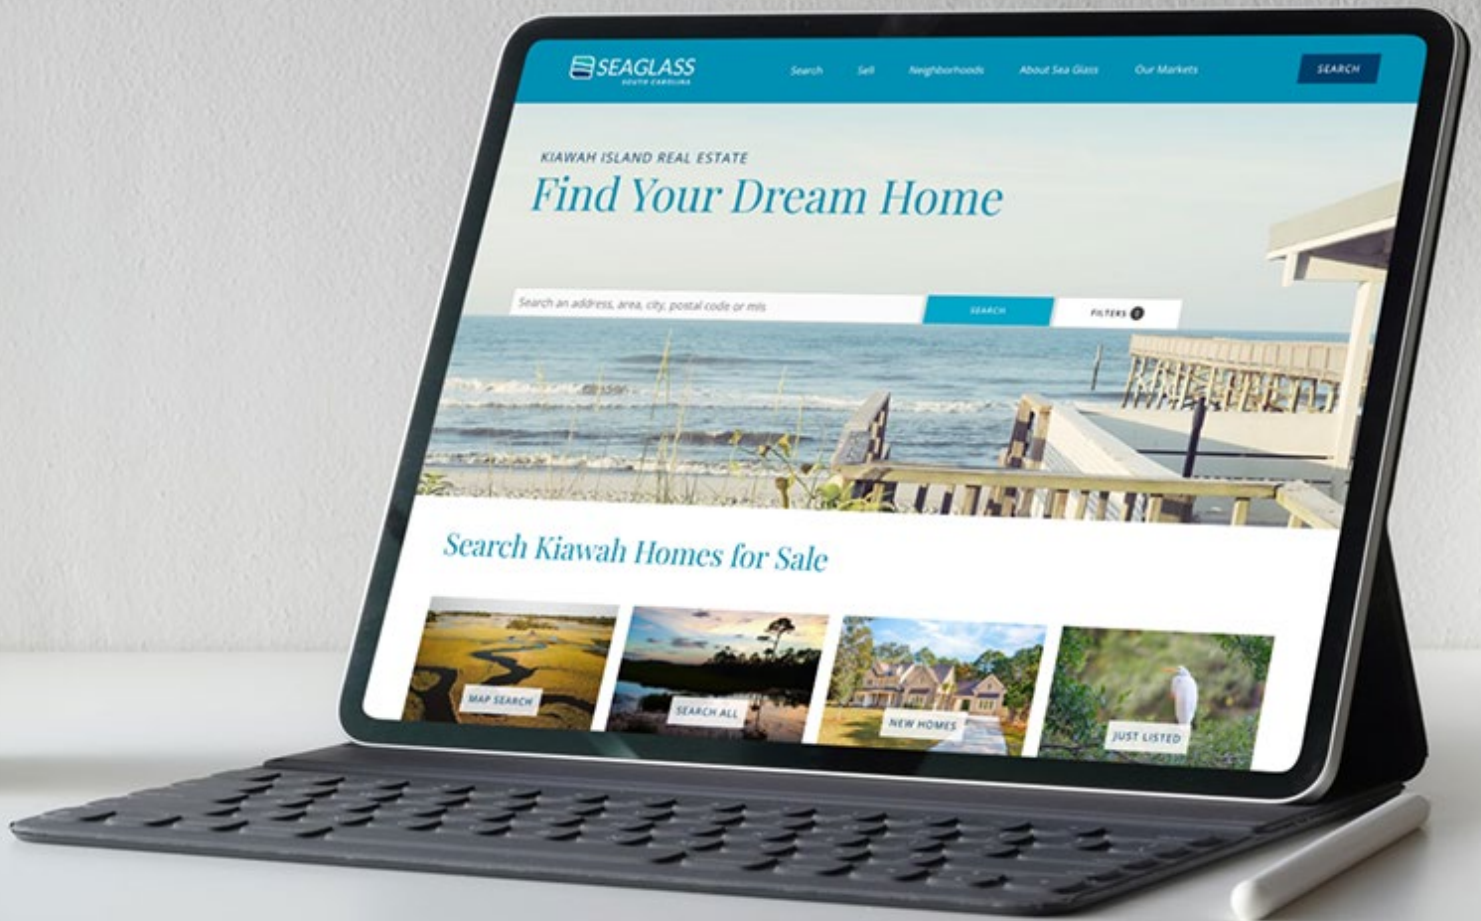 SEAGLASS
SOUTH CAROLINA
Search Sell Neighborhoods About Sea Glass Our Markets
SEARCH
KIAWAH ISLAND REAL ESTATE
Find Your Dream Home
Search an address, area, city, postal code or mls
SEARCH
FILTERS
Search Kiawah Homes for Sale
MAP SEARCH
SEARCH ALL
NEW HOMES
JUST LISTED